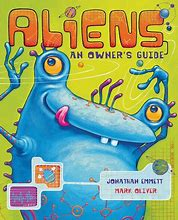 ALIENS
AN OWNER'S GUIDE
JONATHAN EMMETT
MARK OLIVER